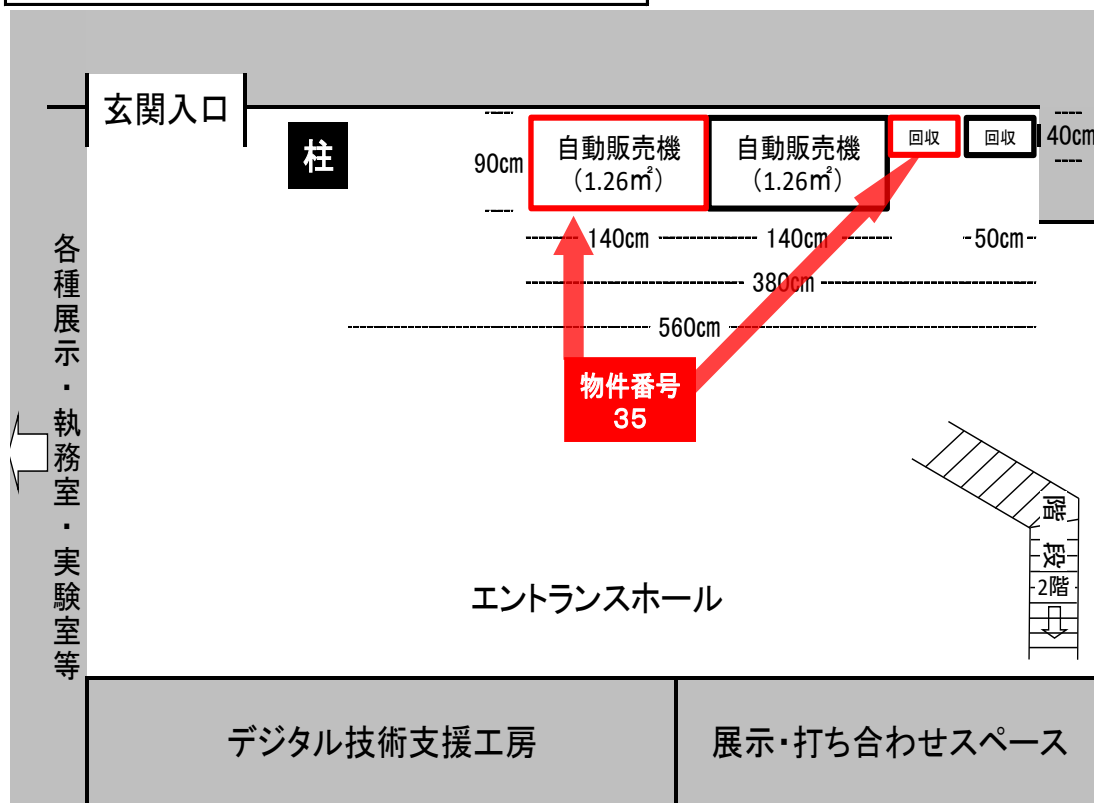 玄関入口
柱
90cm
自動販売機
（1.26㎡）
自動販売機
（1.26㎡）
回収
回収
40cm
140cm
140cm
50cm
380cm
560cm
物件番号
35
各種展示・執務室・実験室等
階段
2階
エントランスホール
デジタル技術支援工房
展示・打ち合わせスペース